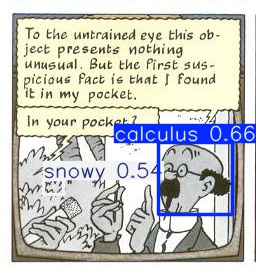 To the untrained eye this ob-
ject presents nothing
unusual. But the first sus-
picious fact is that I found
it in my pocket.
In your pocket?
calculus 0.66
snowy 0.54